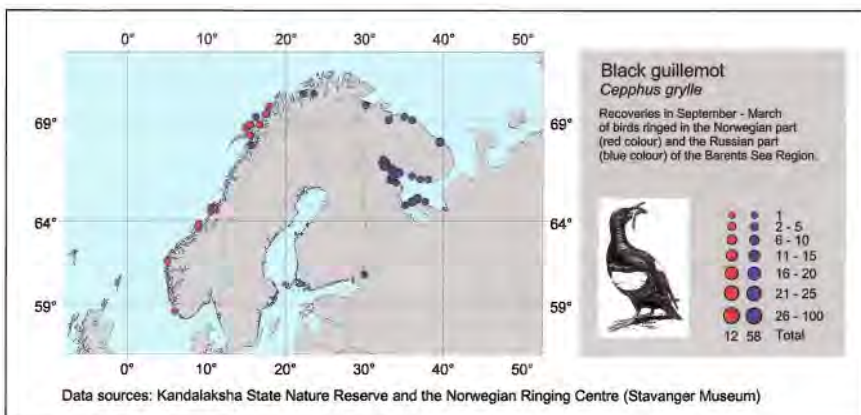 0° 10° 20° 30° 40° 50°
69° 69°
64° 64°
59° 59°
0° 10° 20° 30° 40° 50°
Black guillemot
Cepphus grylle
Recoveries in September - March
of birds ringed in the Norwegian part
(red colour) and the Russian part
(blue colour) of the Barents Sea Region.
1
2 - 5
6 - 10
11 - 15
16 - 20
21 - 25
26 - 100
12 58 Total
Data sources: Kandalaksha State Nature Reserve and the Norwegian Ringing Centre (Stavanger Museum)